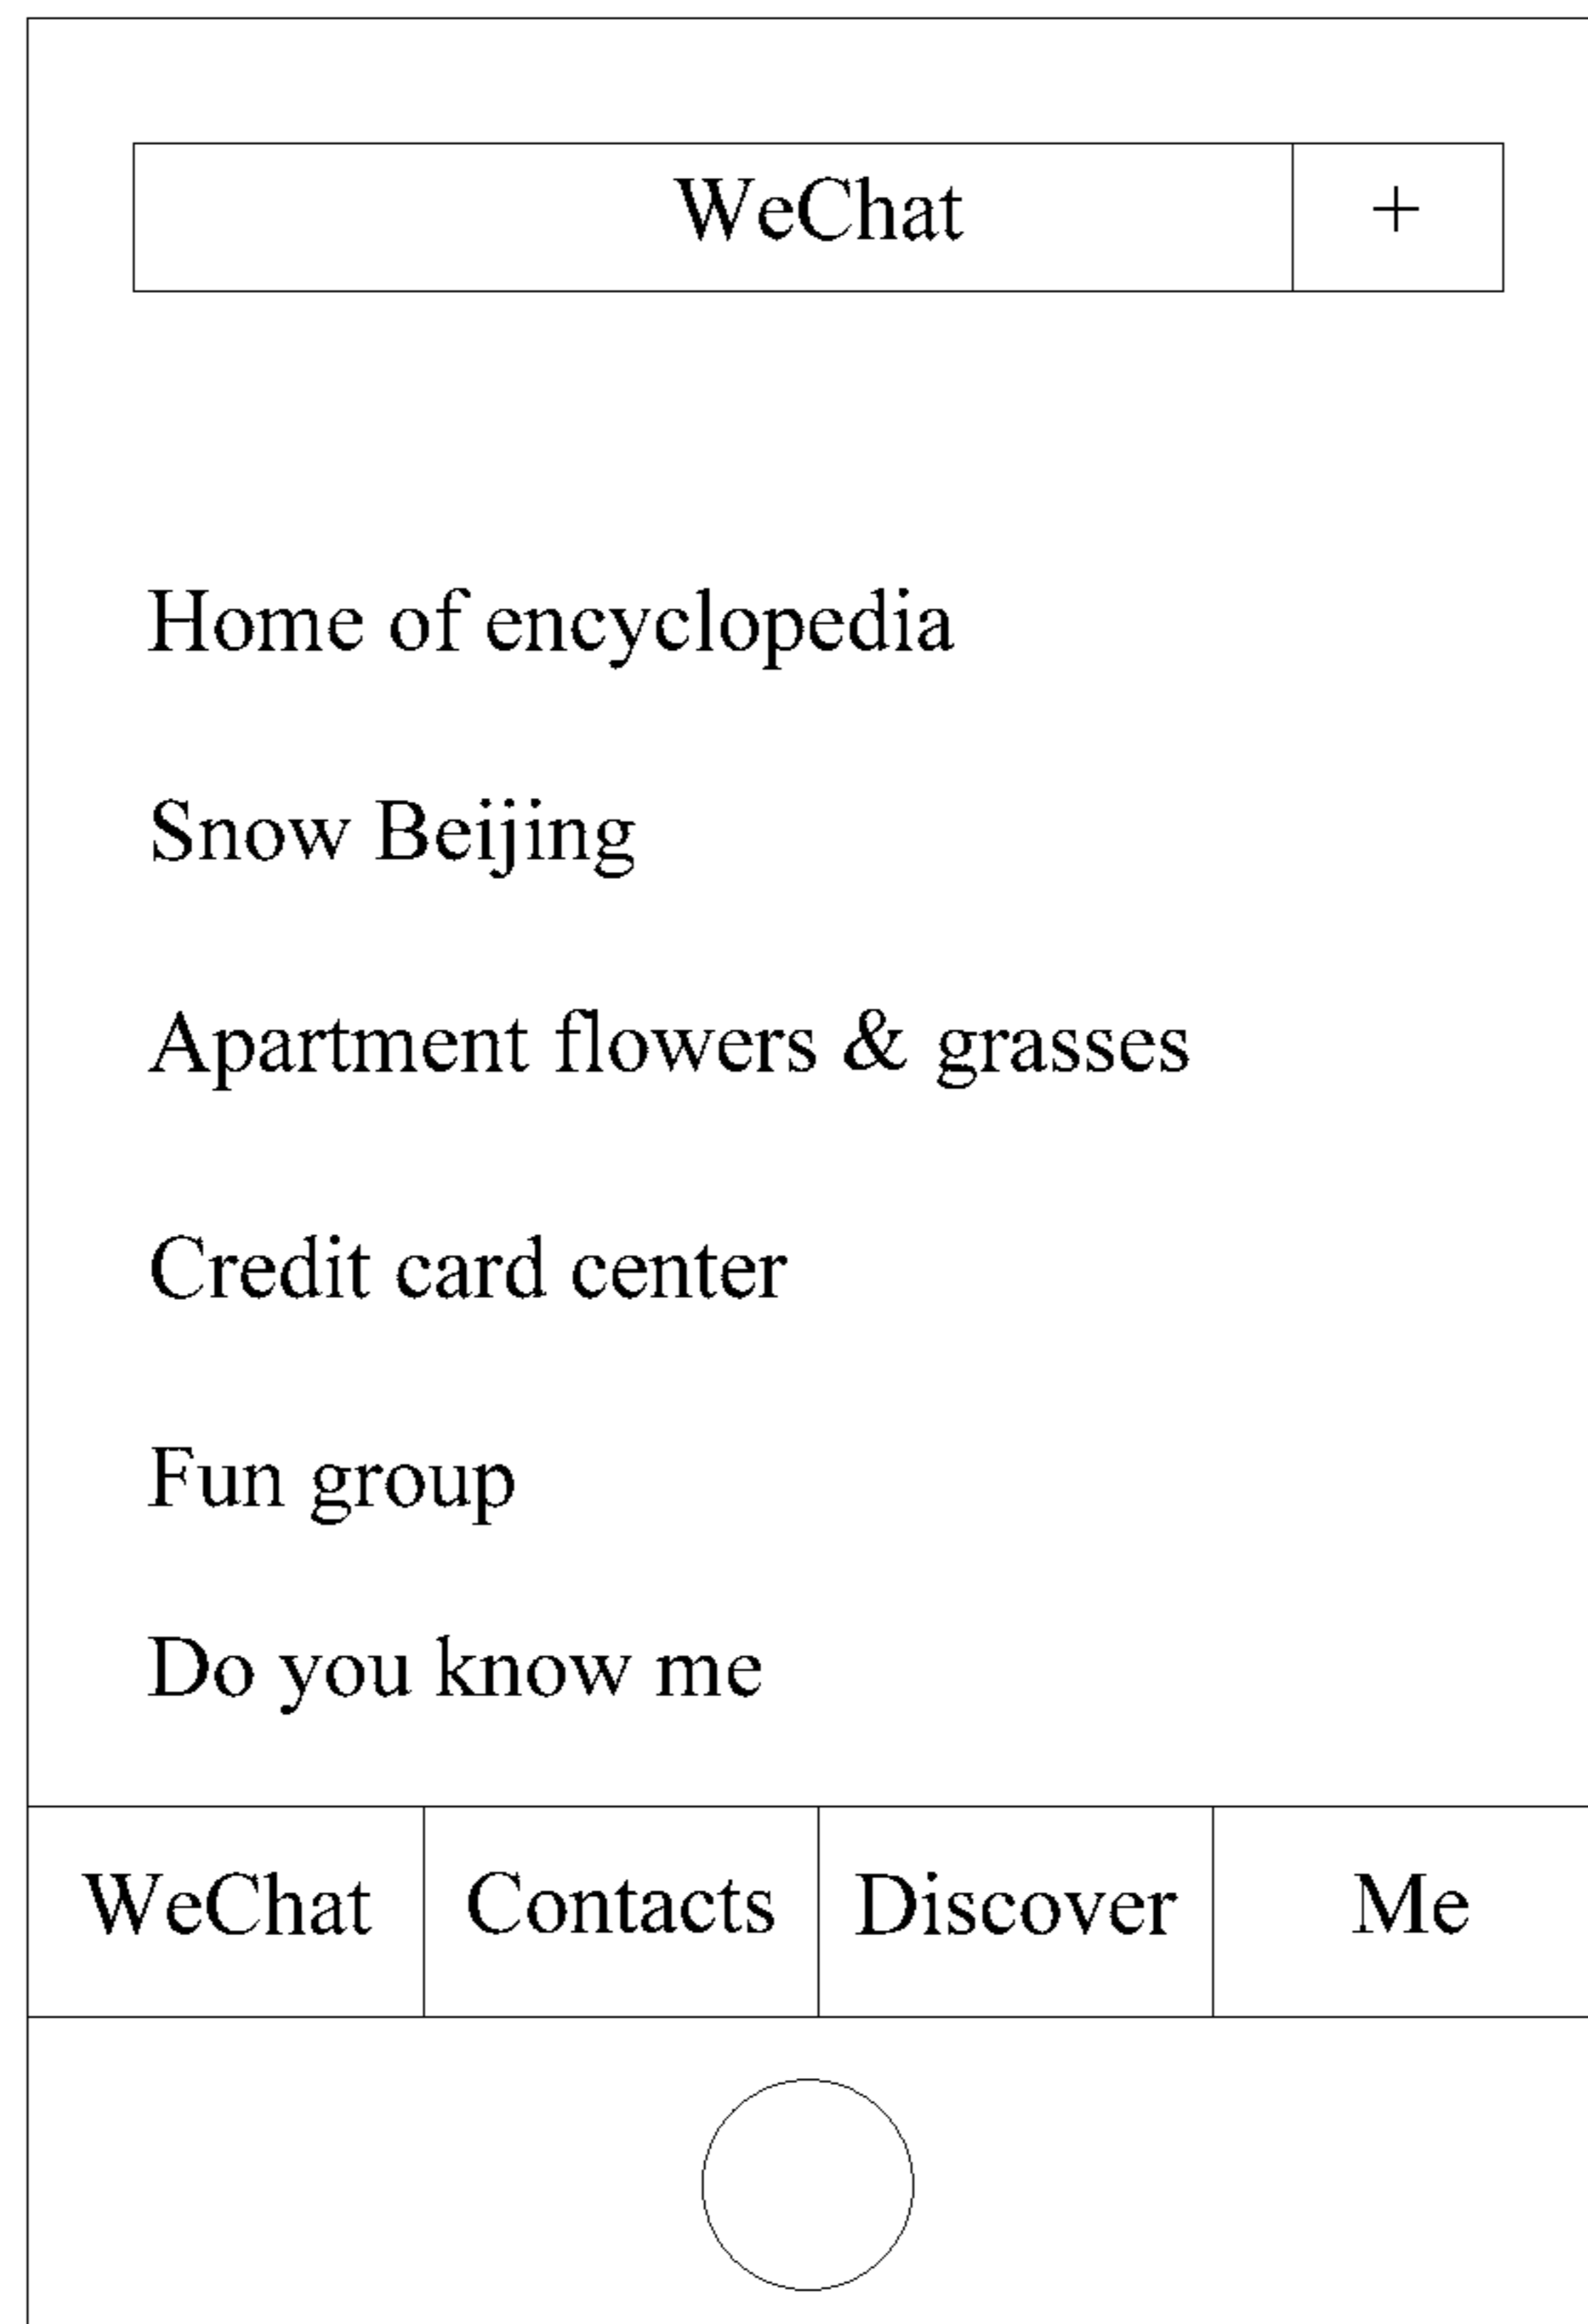 WeChat +
Home of encyclopedia
Snow Beijing
Apartment flowers & grasses
Credit card center
Fun group
Do you know me
WeChat Contacts Discover Me